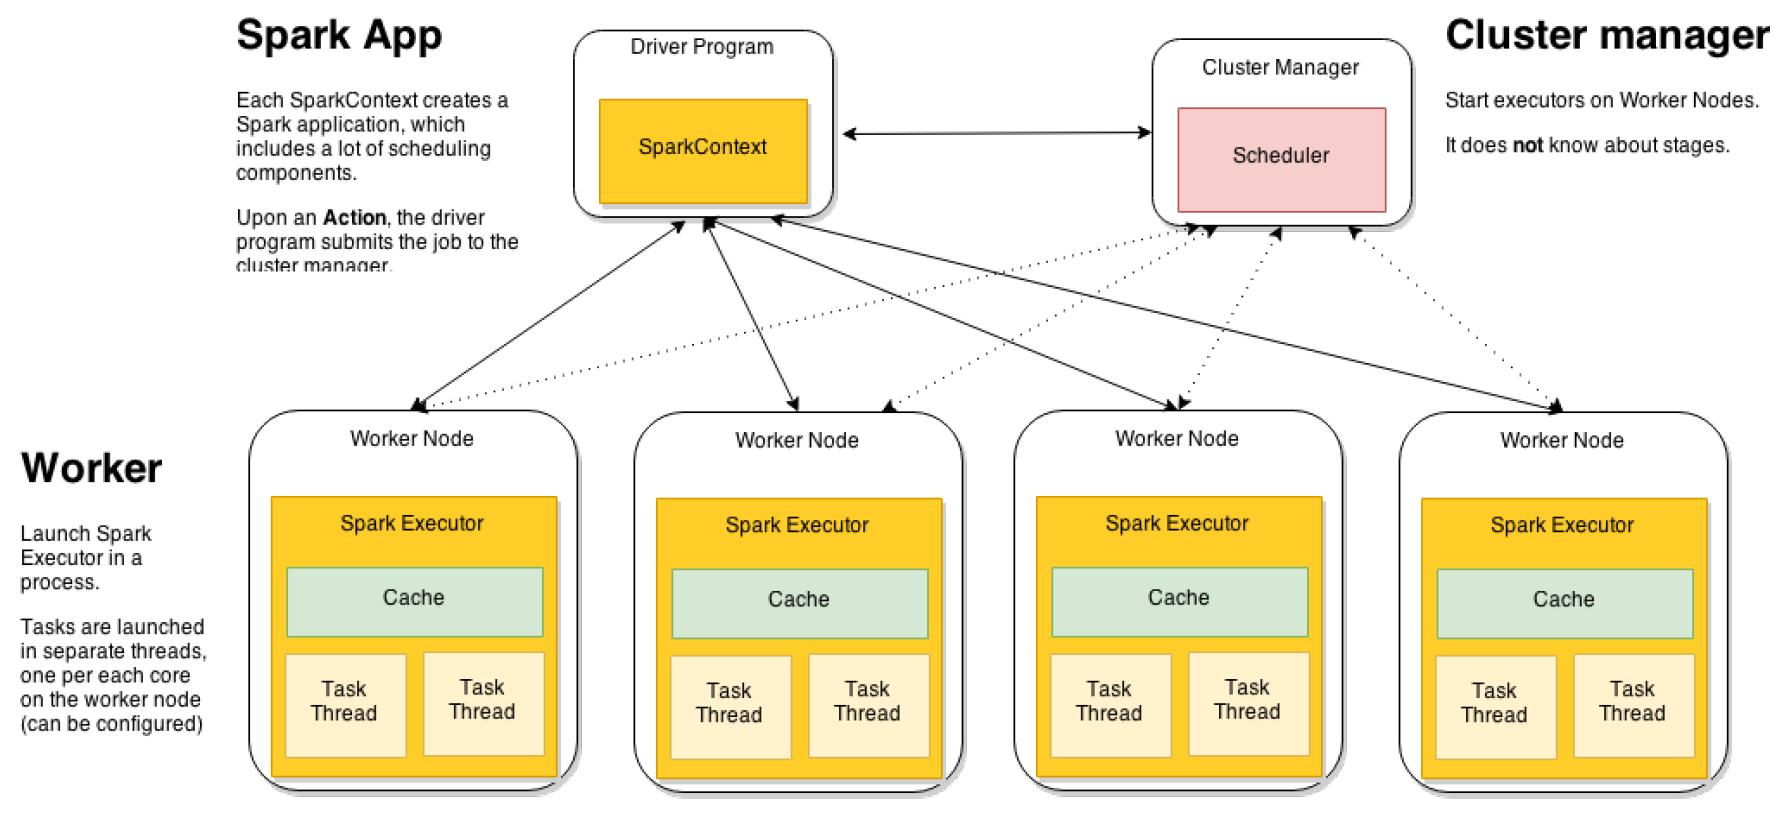 Spark App
Each SparkContext creates a
Spark application, which
includes a lot of scheduling
components.
Upon an Action, the driver
program submits the job to the
cluster manager.
Driver Program
SparkContext
Cluster Manager
Scheduler
Cluster manager
Start executors on Worker Nodes.
It does not know about stages.
Worker
Launch Spark
Executor in a
process.
Tasks are launched
in separate threads,
one per each core
on the worker node
(can be configured)
Worker Node
Spark Executor
Cache
Task
Thread
Task
Thread
Worker Node
Spark Executor
Cache
Task
Thread
Task
Thread
Worker Node
Spark Executor
Cache
Task
Thread
Task
Thread
Worker Node
Spark Executor
Cache
Task
Thread
Task
Thread